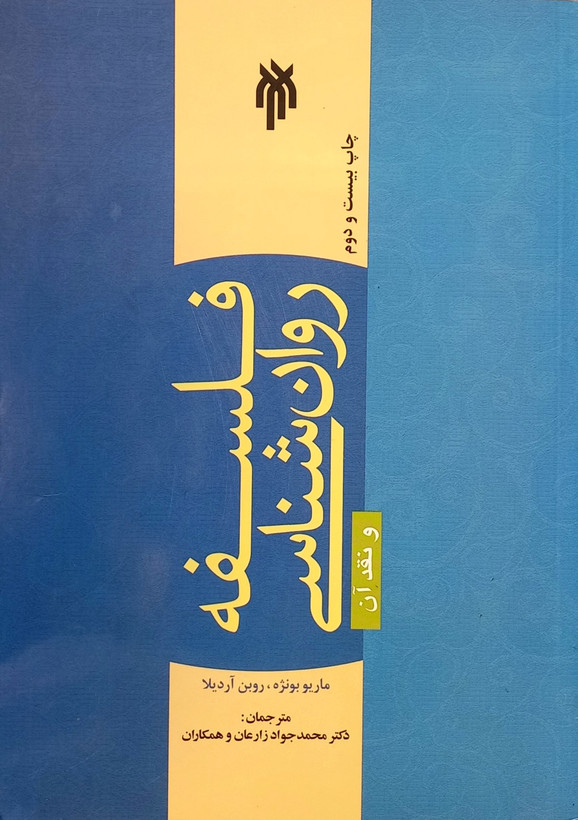 چاپ بیست و دوم
فلسفه
روان‌شناسی
و نقد آن
ماریو بونژه، روبن آردیلا
مترجمان:
دکتر محمدجواد زارعان و همکاران